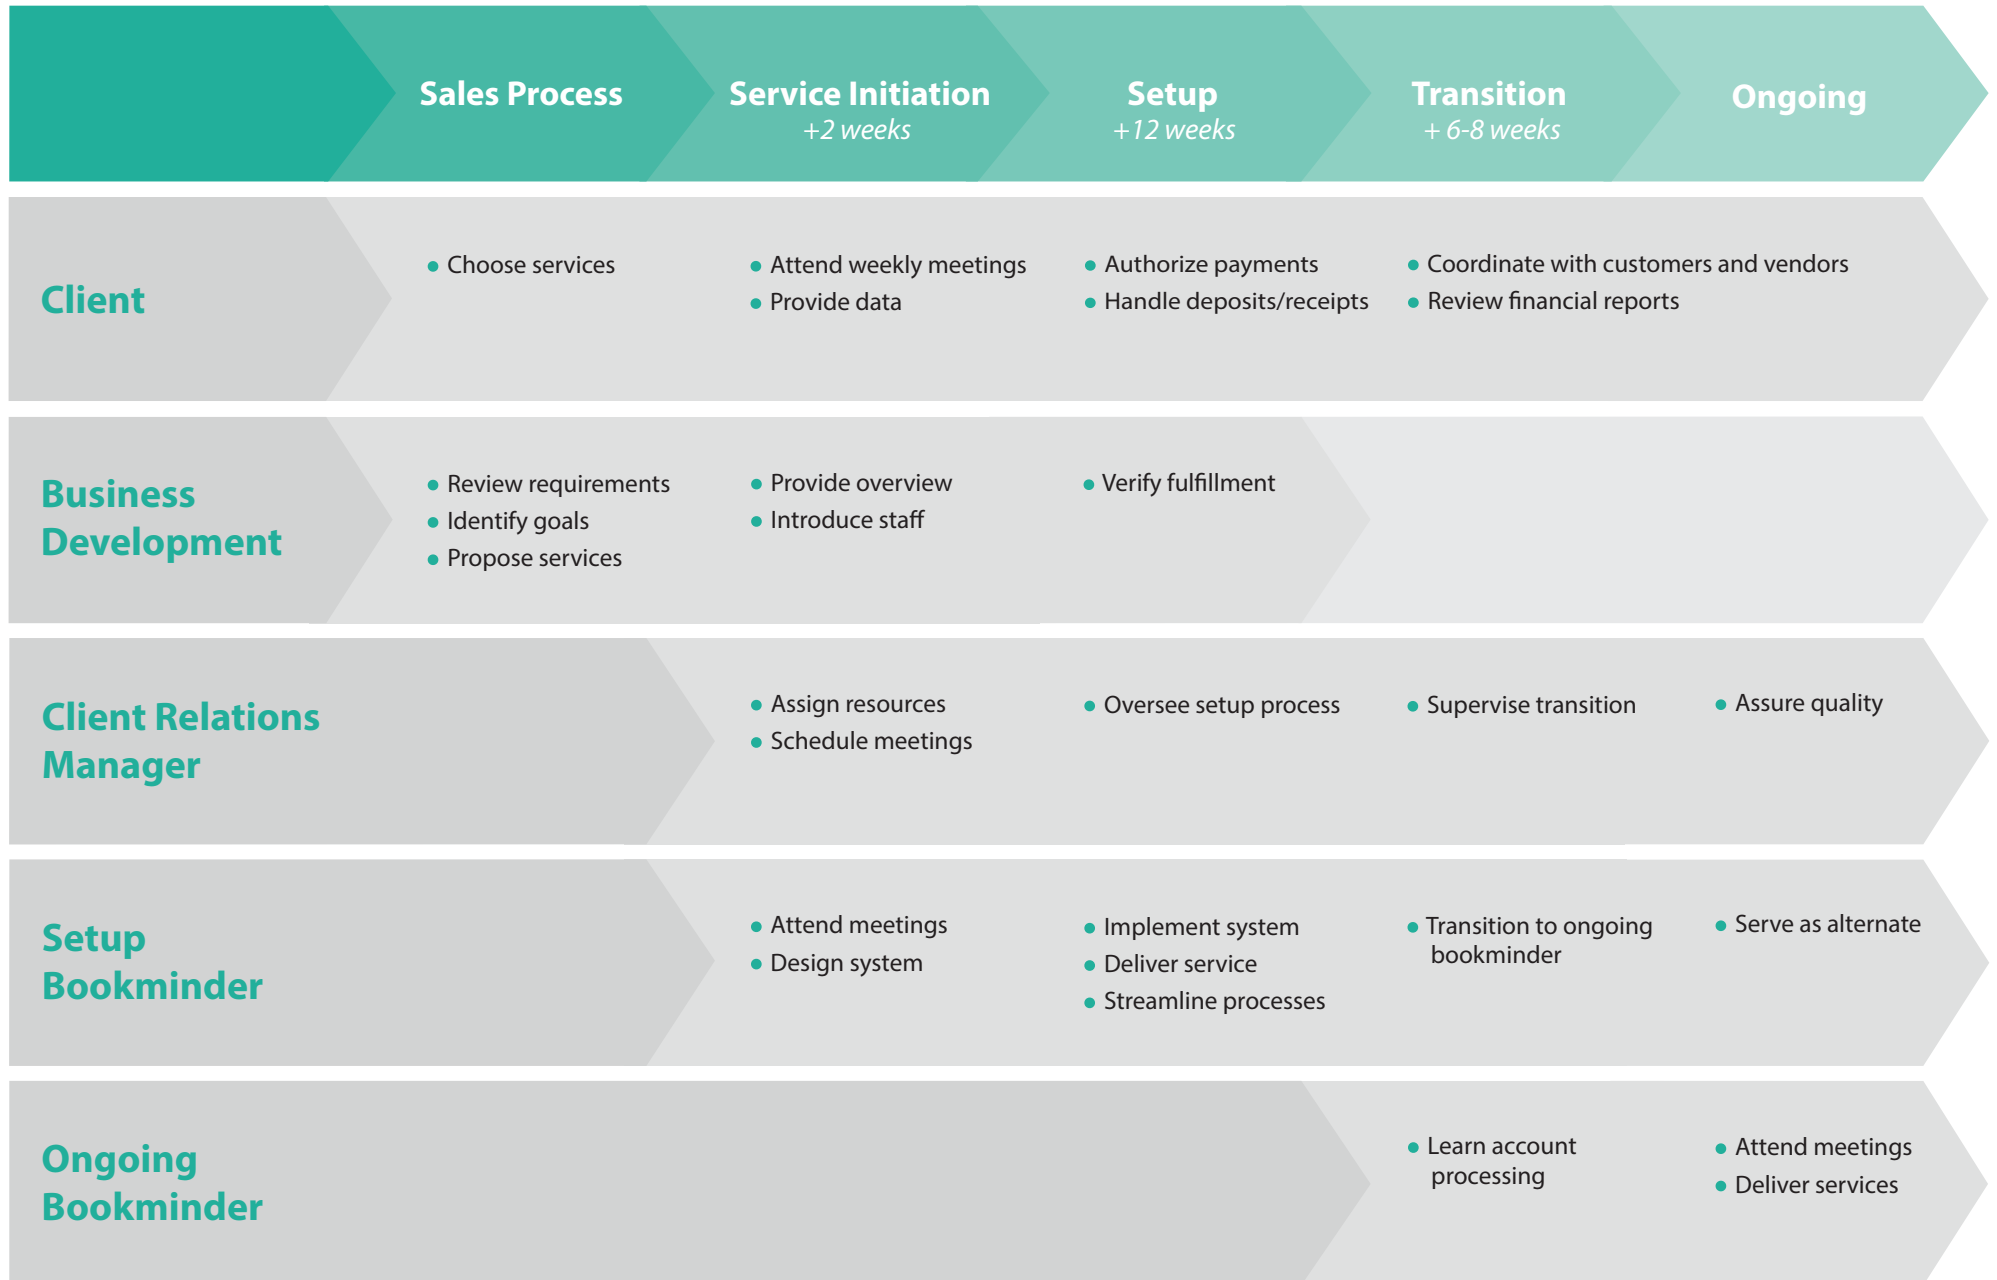 Sales Process
Service Initiation
+2 weeks
Setup
+12 weeks
Transition
+ 6-8 weeks
Ongoing
Client
• Choose services
• Attend weekly meetings
• Provide data
• Authorize payments
• Handle deposits/receipts
• Coordinate with customers and vendors
• Review financial reports
Business
Development
• Review requirements
• Identify goals
• Propose services
• Provide overview
• Introduce staff
• Verify fulfillment
Client Relations
Manager
• Assign resources
• Schedule meetings
• Oversee setup process
• Supervise transition
• Assure quality
Setup
Bookminder
• Attend meetings
• Design system
• Implement system
• Deliver service
• Streamline processes
• Transition to ongoing
bookminder
• Serve as alternate
Ongoing
Bookminder
• Learn account
processing
• Attend meetings
• Deliver services